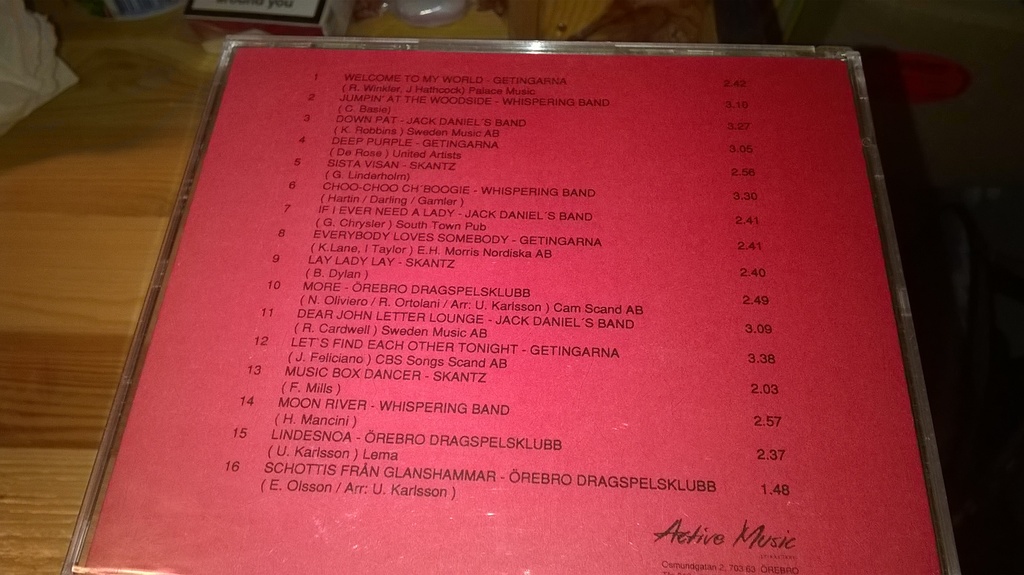 around you
1 WELCOME TO MY WORLD - GETINGARNA 2.42
( R. Winkler, J Hathcock) Palace Music
2 JUMPIN' AT THE WOODSIDE - WHISPERING BAND 3.10
(C. Basie)
3 DOWN PAT - JACK DANIEL´S BAND 3.27
(K. Robbins ) Sweden Music AB
4 DEEP PURPLE - GETINGARNA 3.05
( De Rose ) United Artists
5 SISTA VISAN - SKANTZ 2.56
( G. Linderholm)
6 CHOO-CHOO CH´BOOGIE - WHISPERING BAND 3.30
( Hartin / Darling / Gamler )
7 IF I EVER NEED A LADY - JACK DANIEL´S BAND 2.41
( G. Chrysler ) South Town Pub
8 EVERYBODY LOVES SOMEBODY - GETINGARNA 2.41
( K.Lane, I Taylor ) E.H. Morris Nordiska AB
9 LAY LADY LAY - SKANTZ 2.40
( B. Dylan )
10 MORE - ÖREBRO DRAGSPELSKLUBB 2.49
( N. Oliviero / R. Ortolani / Arr: U. Karlsson ) Cam Scand AB
11 DEAR JOHN LETTER LOUNGE - JACK DANIEL´S BAND 3.09
( R. Cardwell ) Sweden Music AB
12 LET´S FIND EACH OTHER TONIGHT - GETINGARNA 3.38
( J. Feliciano ) CBS Songs Scand AB
13 MUSIC BOX DANCER - SKANTZ 2.03
( F. Mills )
14 MOON RIVER - WHISPERING BAND 2.57
( H. Mancini )
15 LINDESNOA - ÖREBRO DRAGSPELSKLUBB 2.37
( U. Karlsson ) Lema
16 SCHOTTIS FRÅN GLANSHAMMAR - ÖREBRO DRAGSPELSKLUBB 1.48
( E. Olsson / Arr: U. Karlsson )
Active Music
Osmundgatan 2, 703 63 ÖREBRO